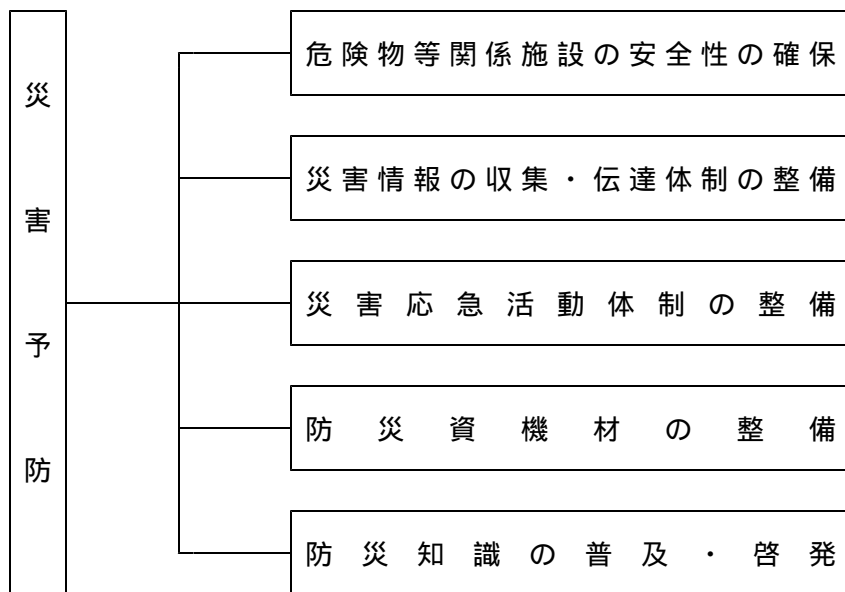 災害予防
危険物等関係施設の安全性の確保
災害情報の収集・伝達体制の整備
災害応急活動体制の整備
防災資機材の整備
防災知識の普及・啓発